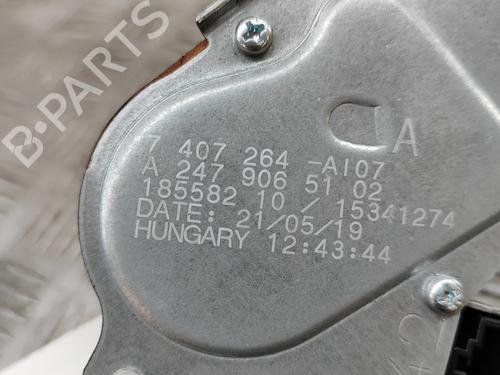 B-PARTS
A
7 407 264 -AI07
A 247 906 51 02
185582 10 / 15341274
DATE: 21/05/19
HUNGARY 12:43:44